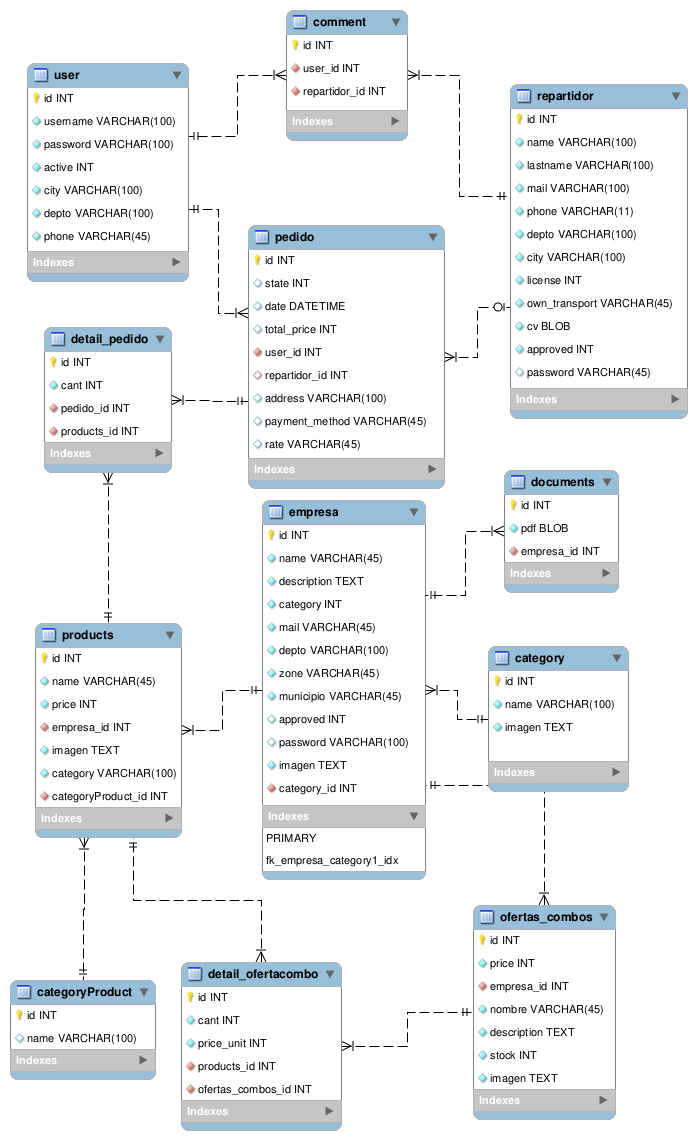 comment
id INT
user_id INT
repartidor_id INT
Indexes
user
id INT
username VARCHAR(100)
password VARCHAR(100)
active INT
city VARCHAR(100)
depto VARCHAR(100)
phone VARCHAR(45)
Indexes
repartidor
id INT
name VARCHAR(100)
lastname VARCHAR(100)
mail VARCHAR(100)
phone VARCHAR(11)
depto VARCHAR(100)
city VARCHAR(100)
license INT
own_transport VARCHAR(45)
cv BLOB
approved INT
password VARCHAR(45)
Indexes
pedido
id INT
state INT
date DATETIME
total_price INT
user_id INT
repartidor_id INT
address VARCHAR(100)
payment_method VARCHAR(45)
rate VARCHAR(45)
Indexes
detail_pedido
id INT
cant INT
pedido_id INT
products_id INT
Indexes
documents
id INT
pdf BLOB
empresa_id INT
Indexes
empresa
id INT
name VARCHAR(45)
description TEXT
category INT
mail VARCHAR(45)
depto VARCHAR(100)
zone VARCHAR(45)
municipio VARCHAR(45)
approved INT
password VARCHAR(100)
imagen TEXT
category_id INT
Indexes
PRIMARY
fk_empresa_category1_idx
products
id INT
name VARCHAR(45)
price INT
empresa_id INT
imagen TEXT
category VARCHAR(100)
categoryProduct_id INT
Indexes
category
id INT
name VARCHAR(100)
imagen TEXT
Indexes
ofertas_combos
id INT
price INT
empresa_id INT
nombre VARCHAR(45)
description TEXT
stock INT
imagen TEXT
Indexes
detail_ofertacombo
id INT
cant INT
price_unit INT
products_id INT
ofertas_combos_id INT
Indexes
categoryProduct
id INT
name VARCHAR(100)
Indexes